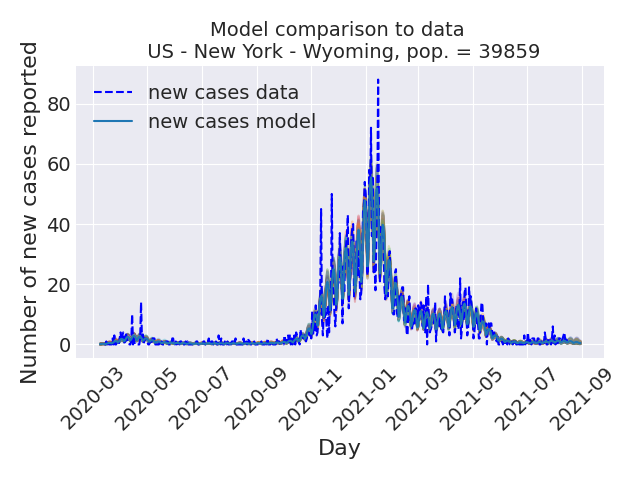 Model comparison to data
US - New York - Wyoming, pop. = 39859
Number of new cases reported
80
60
40
20
0
new cases data
new cases model
2020-03
2020-05
2020-07
2020-09
2020-11
2021-01
2021-03
2021-05
2021-07
2021-09
Day